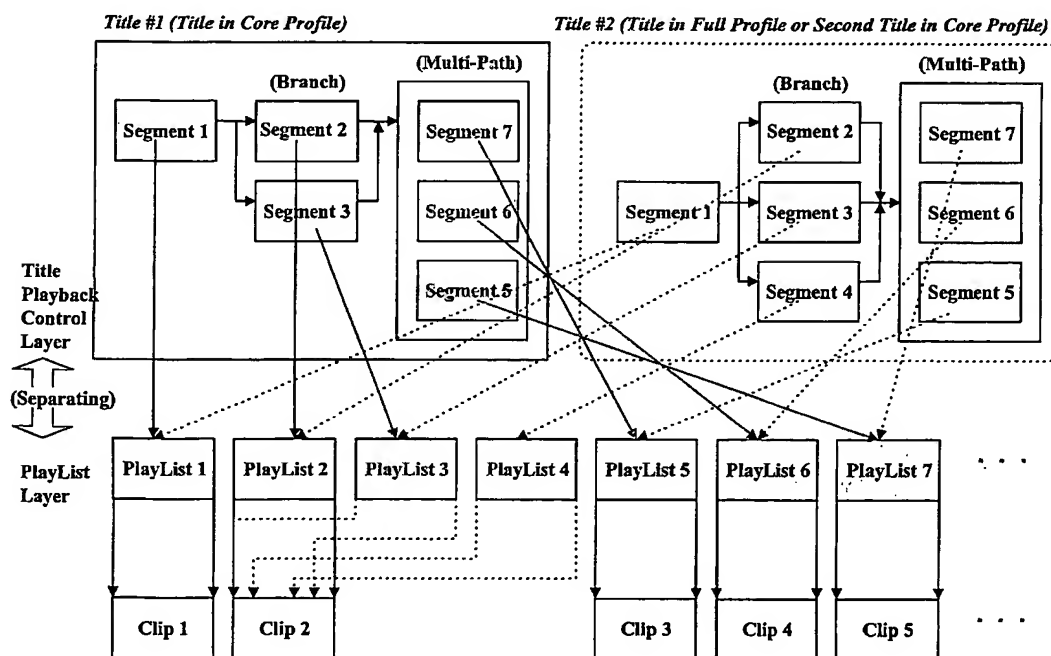 Title #1 (Title in Core Profile)
Title #2 (Title in Full Profile or Second Title in Core Profile)
(Multi-Path)
(Branch)
Segment 1
Segment 2
Segment 7
Segment 3
Segment 6
Segment 5
(Multi-Path)
(Branch)
Segment 2
Segment 7
Segment 1
Segment 3
Segment 6
Segment 4
Segment 5
Title
Playback
Control
Layer
(Separating)
PlayList
Layer
PlayList 1
PlayList 2
PlayList 3
PlayList 4
PlayList 5
PlayList 6
PlayList 7
. . .
Clip 1
Clip 2
Clip 3
Clip 4
Clip 5
. . .